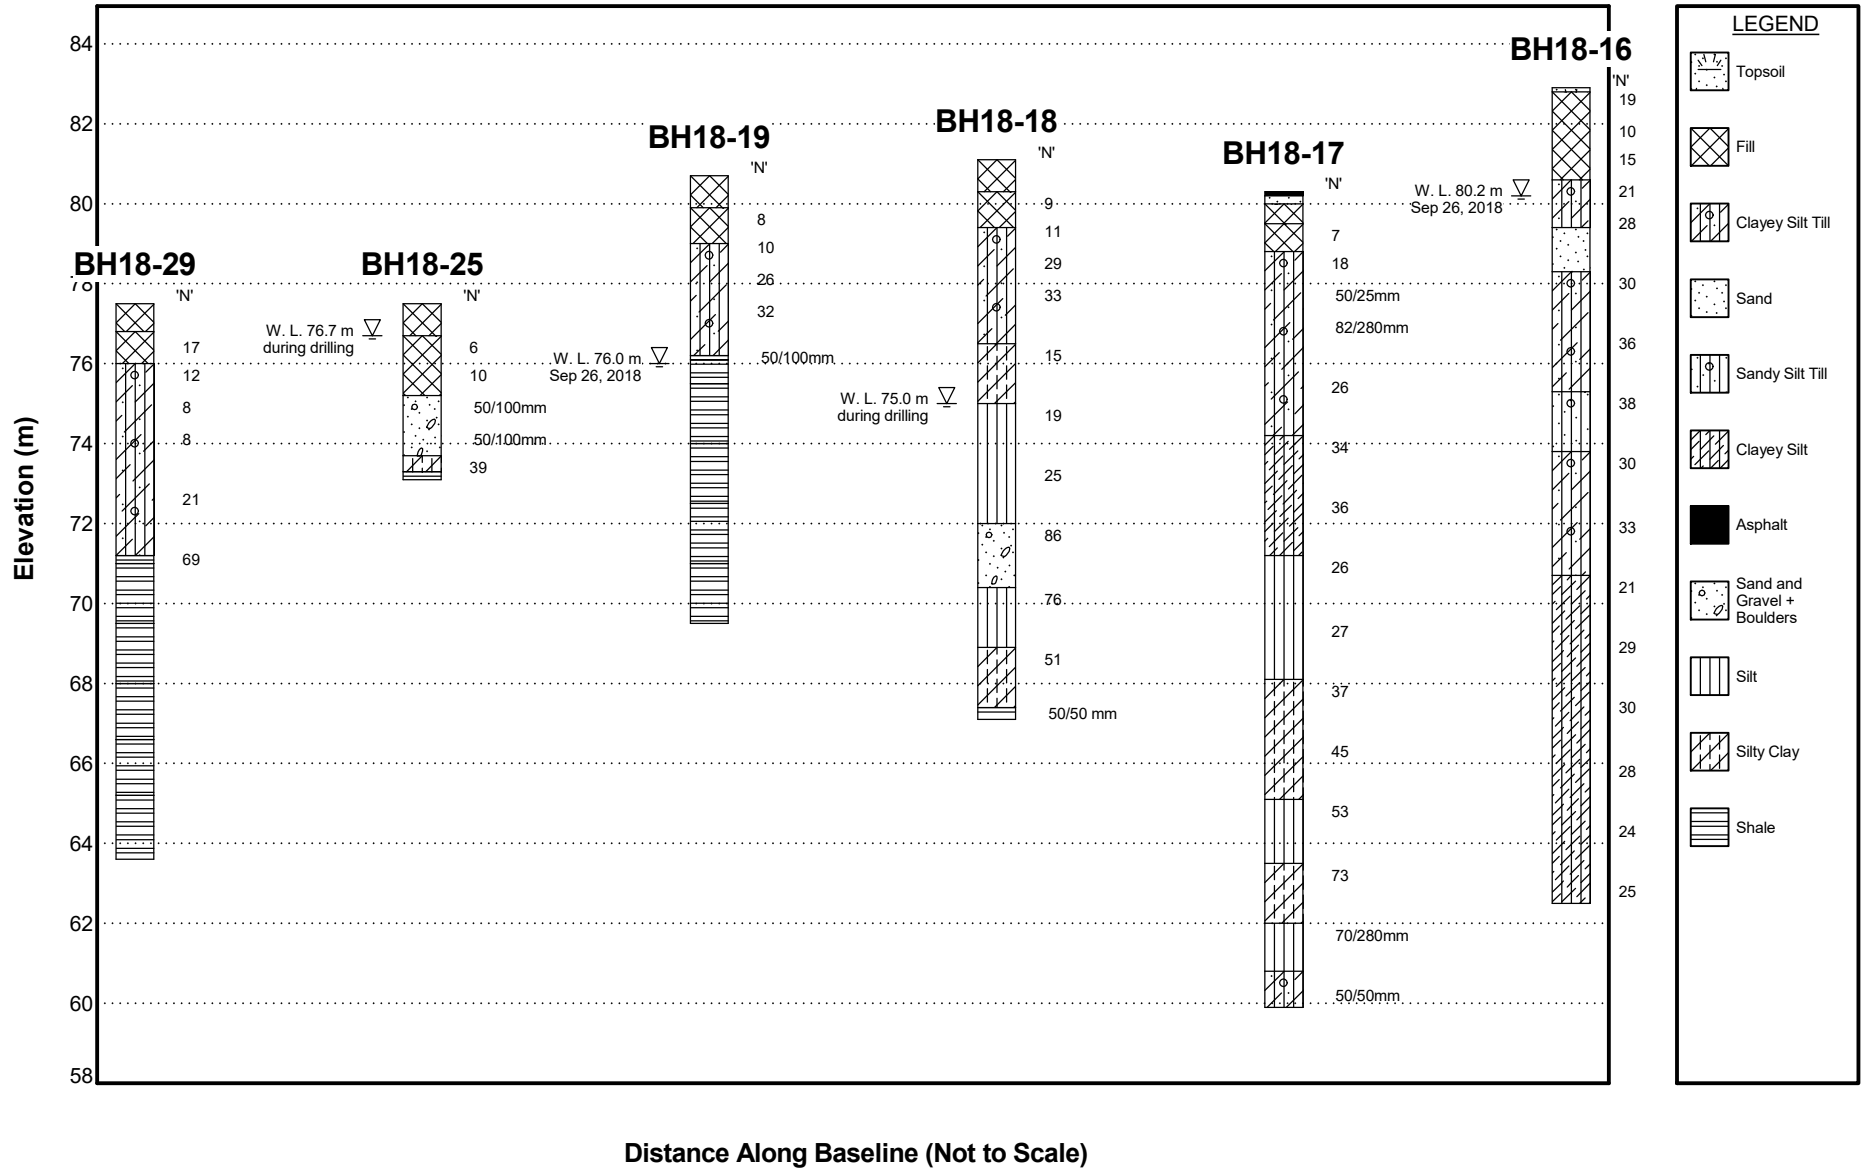 Elevation (m)
84
82
80
78
76
74
72
70
68
66
64
62
60
58
BH18-29
'N'
17
12
8
8
21
69
BH18-25
'N'
W. L. 76.7 m
during drilling
6
10
50/100mm
50/100mm
39
BH18-19
'N'
8
10
26
32
W. L. 76.0 m
Sep 26, 2018
50/100mm
BH18-18
'N'
9
11
29
33
15
W. L. 75.0 m
during drilling
19
25
86
76
51
50/50 mm
BH18-17
'N'
7
18
50/25mm
82/280mm
26
34
36
26
27
37
45
53
73
70/280mm
50/50mm
BH18-16
'N'
19
10
15
W. L. 80.2 m
Sep 26, 2018
21
28
30
36
38
30
33
21
29
30
28
24
25
Distance Along Baseline (Not to Scale)
LEGEND
Topsoil
Fill
Clayey Silt Till
Sand
Sandy Silt Till
Clayey Silt
Asphalt
Sand and
Gravel +
Boulders
Silt
Silty Clay
Shale